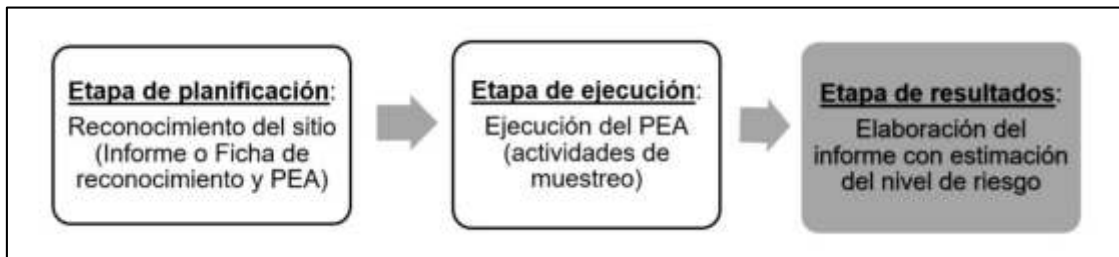 Etapa de planificación:
Reconocimiento del sitio
(Informe o Ficha de
reconocimiento y PEA)
Etapa de ejecución:
Ejecución del PEA
(actividades de
muestreo)
Etapa de resultados:
Elaboración del
informe con estimación
del nivel de riesgo